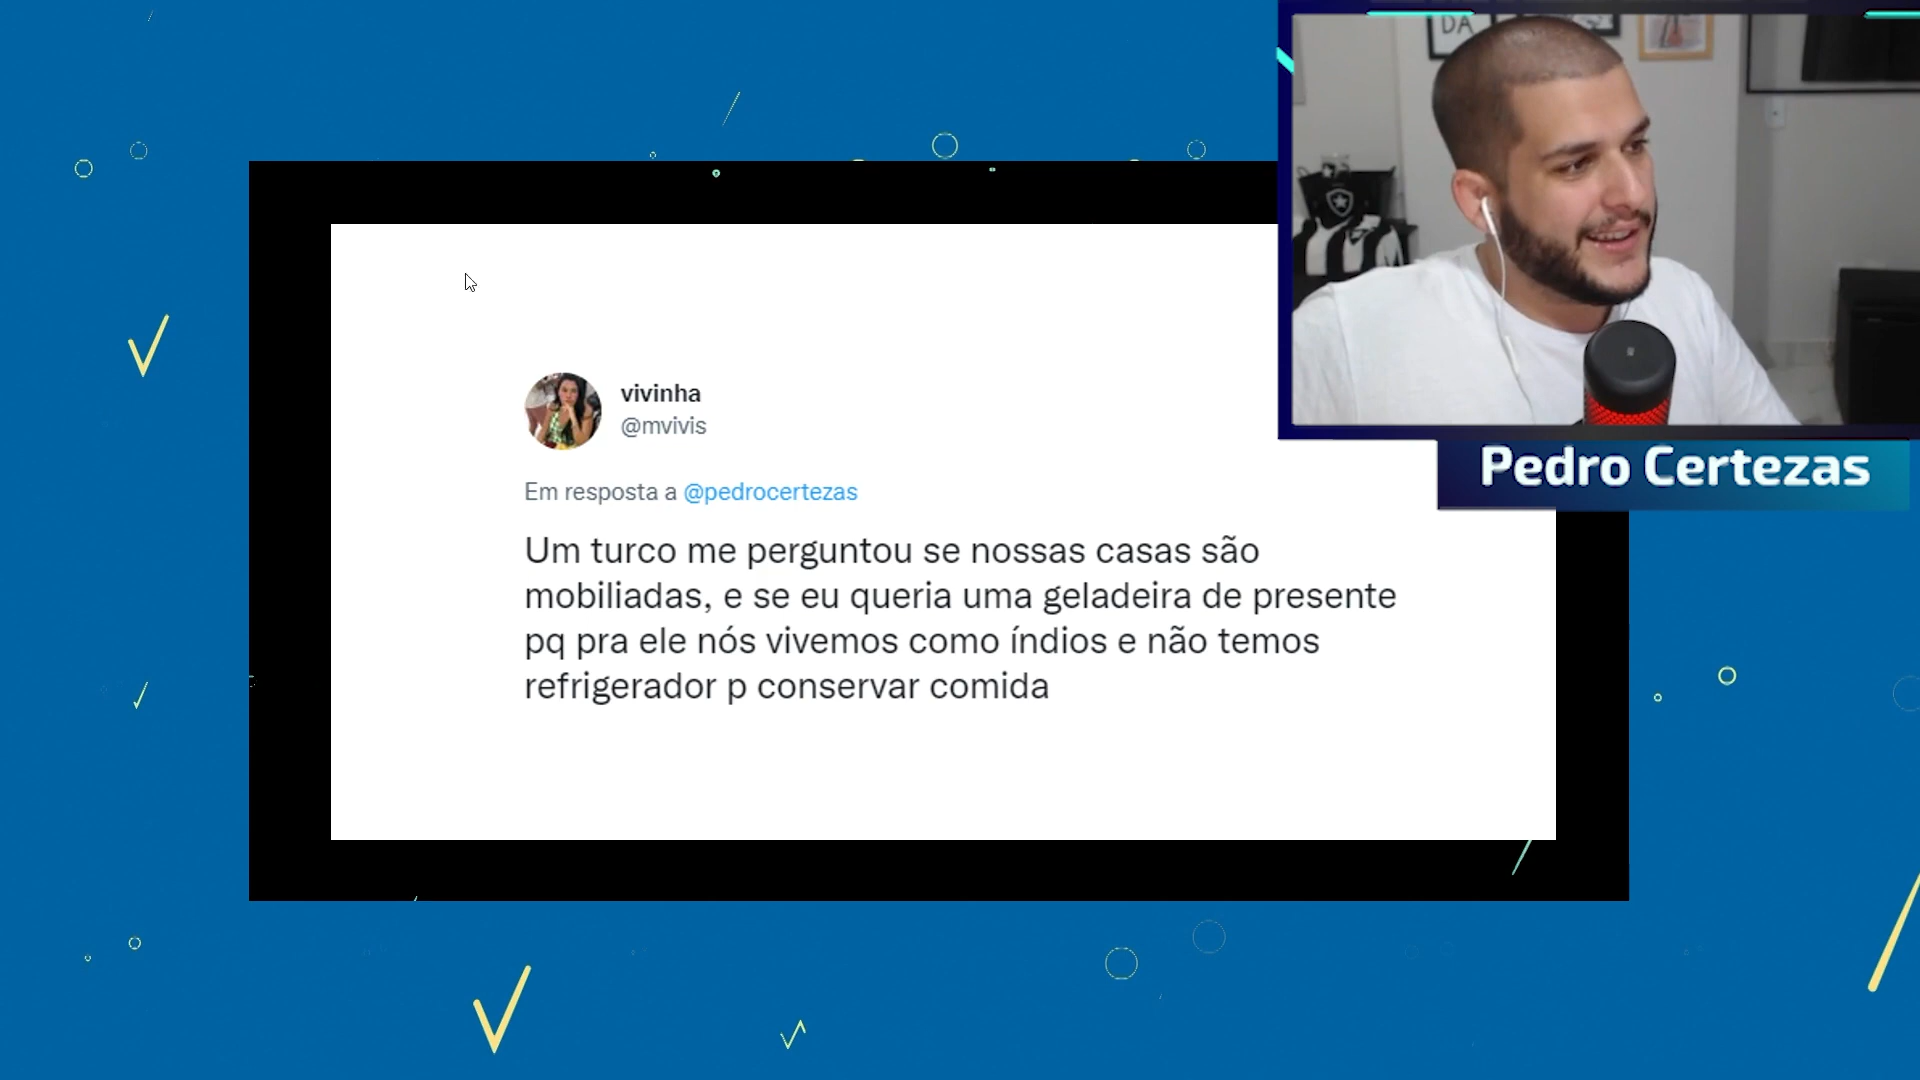 DA
vivinha
@mvivis
Em resposta a @pedrocertezas
Um turco me perguntou se nossas casas são
mobiliadas, e se eu queria uma geladeira de presente
pq pra ele nós vivemos como índios e não temos
refrigerador p conservar comida
Pedro Certezas